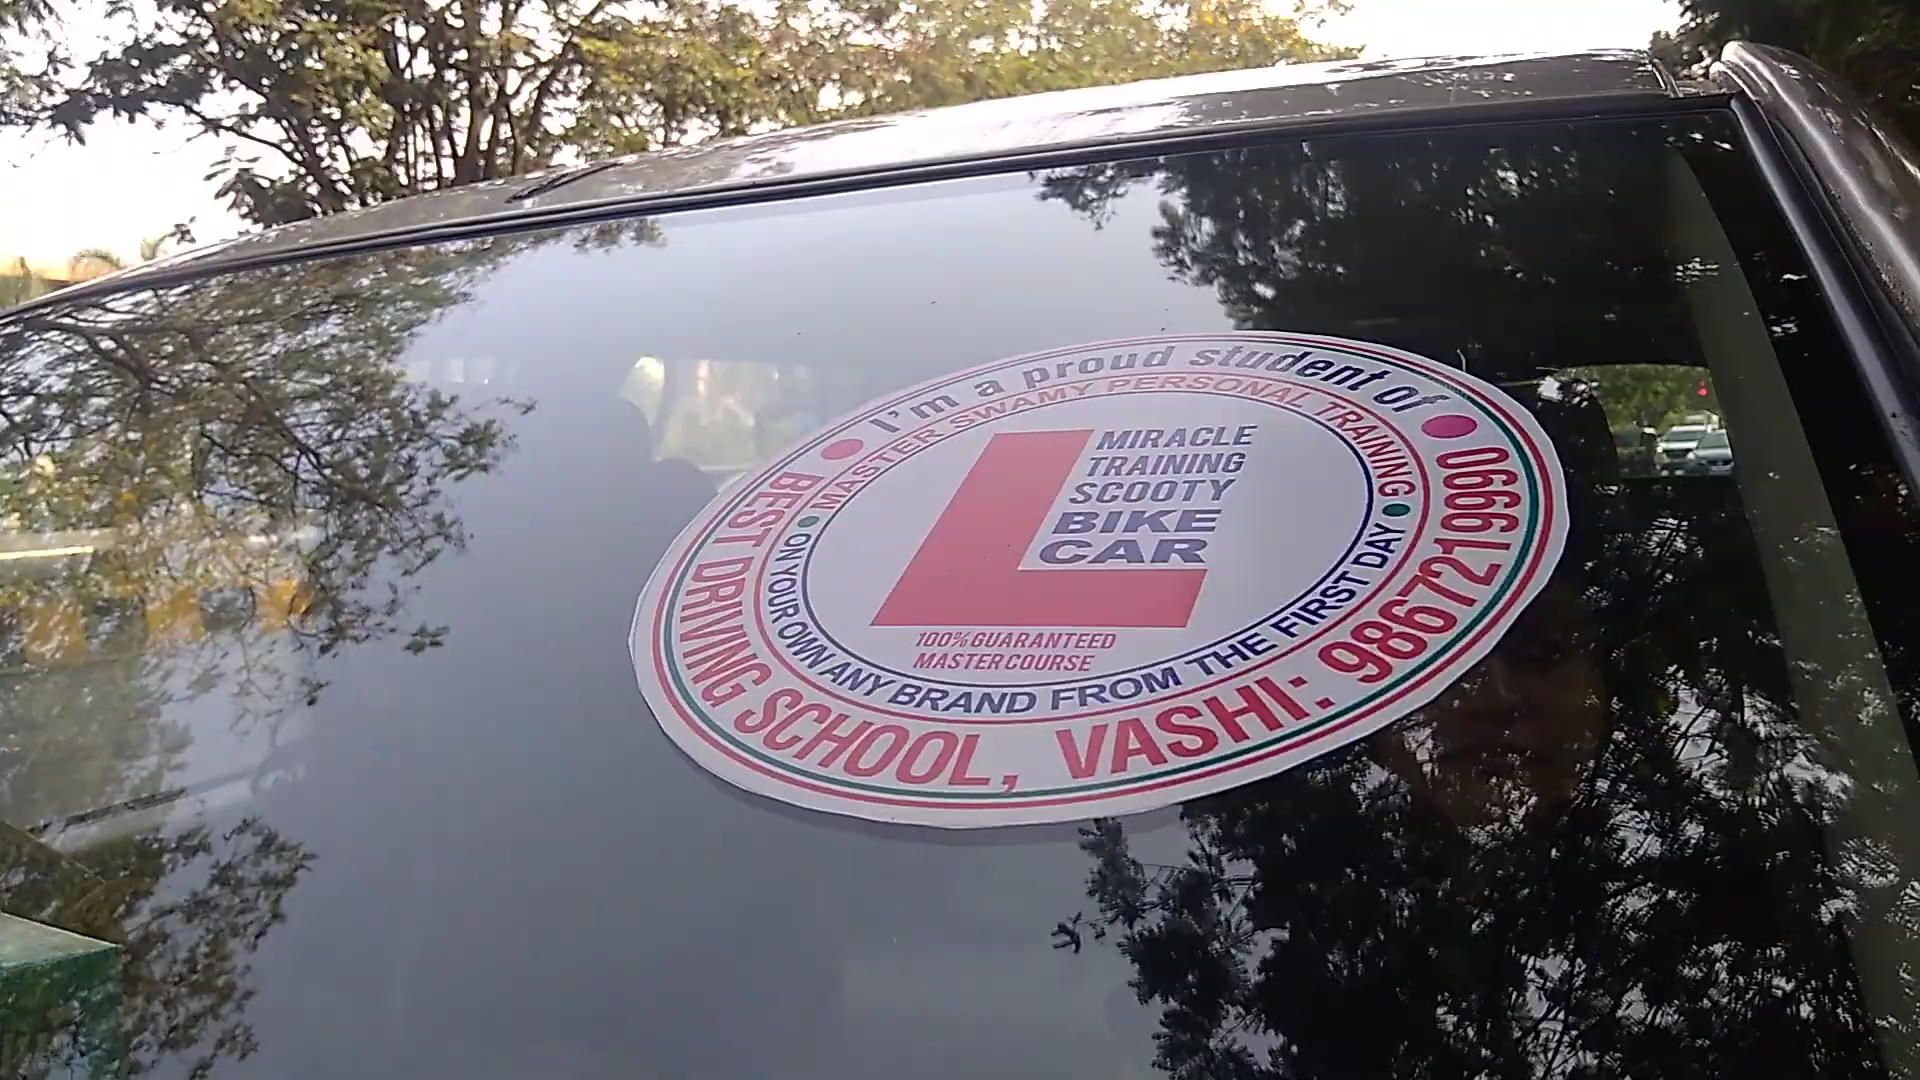 I'm a proud student of
MASTER SWAMY PERSONAL TRAINING
MIRACLE
TRAINING
SCOOTY
BIKE
CAR
L
100% GUARANTEED
MASTER COURSE
ON YOUR OWN ANY BRAND FROM THE FIRST DAY
BEST DRIVING SCHOOL, VASHI: 9867219990